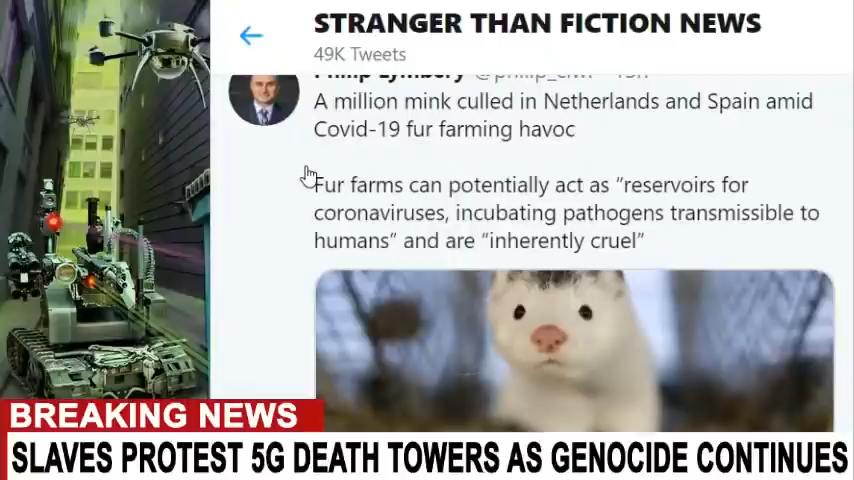 STRANGER THAN FICTION NEWS
49K Tweets
A million mink culled in Netherlands and Spain amid
Covid-19 fur farming havoc
Fur farms can potentially act as “reservoirs for
coronaviruses, incubating pathogens transmissible to
humans” and are “inherently cruel”
BREAKING NEWS
SLAVES PROTEST 5G DEATH TOWERS AS GENOCIDE CONTINUES